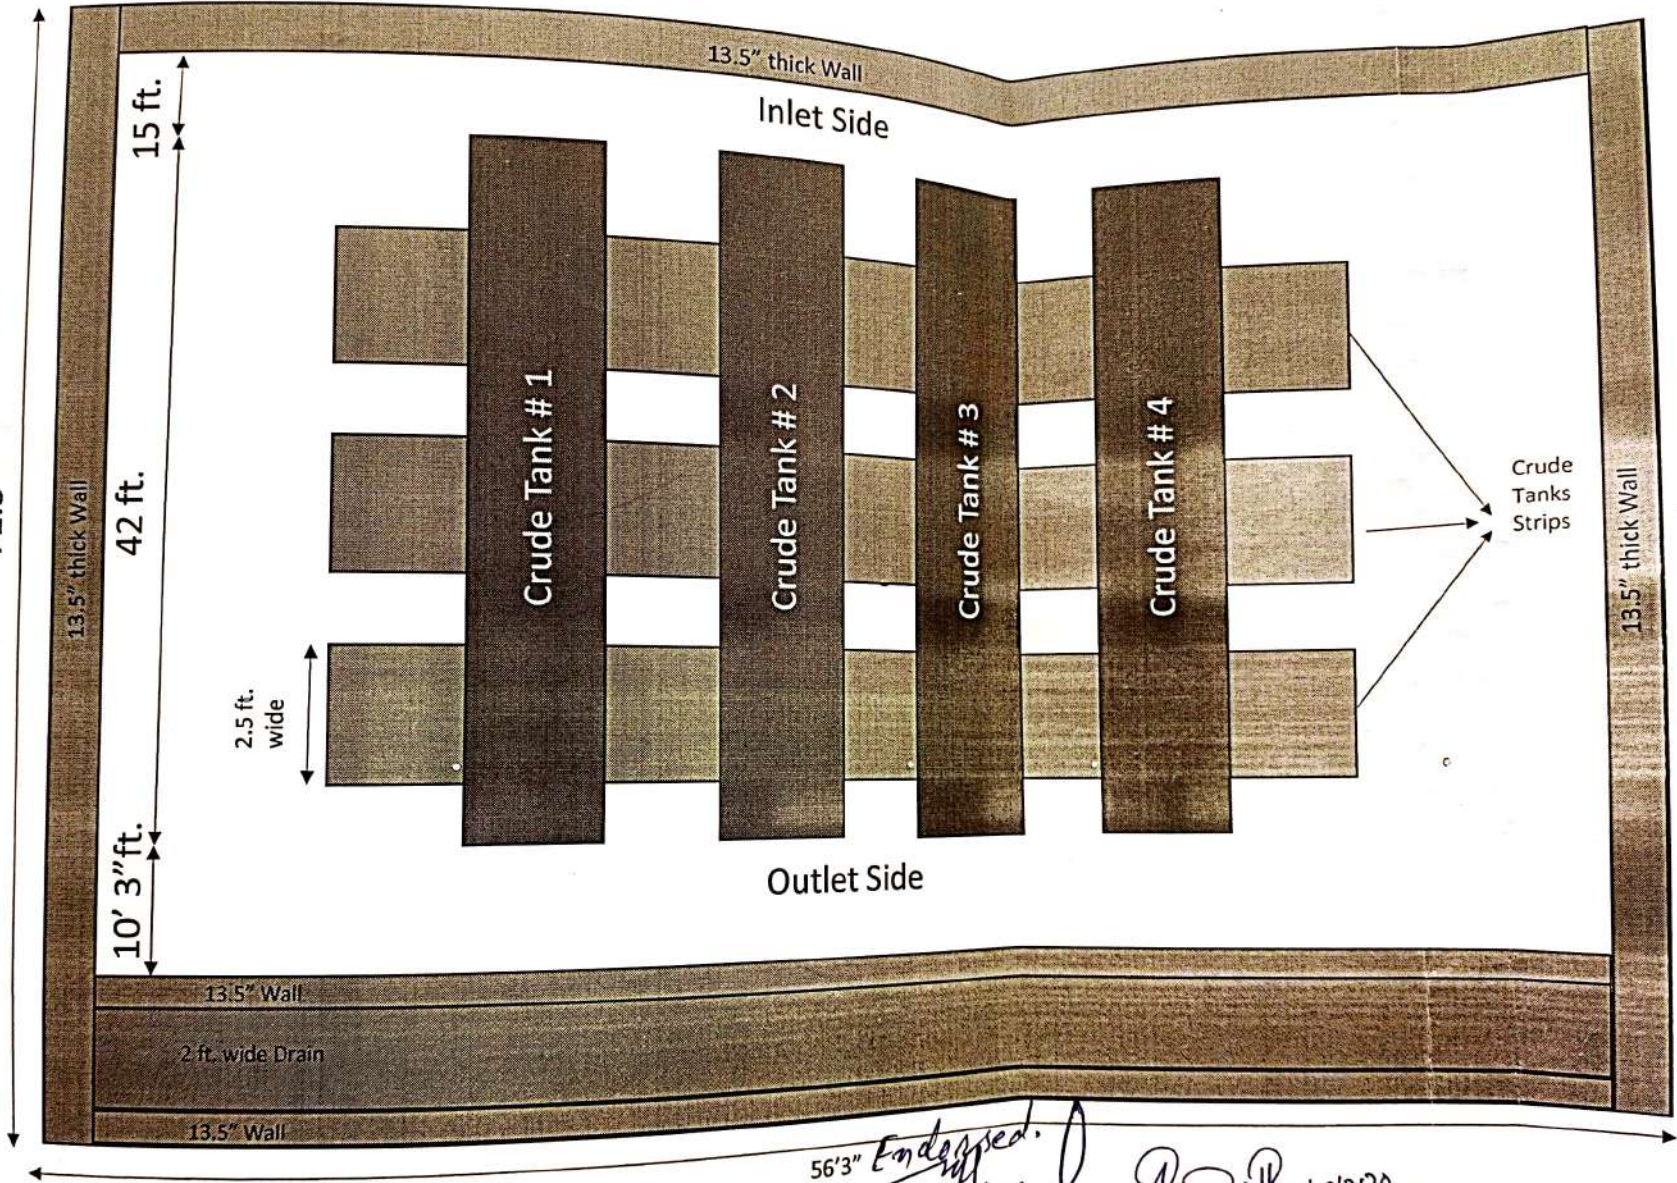 13.5" thick Wall
15 ft.
Inlet Side
13.5" thick Wall
42 ft.
Crude Tank # 1
Crude Tank # 2
Crude Tank # 3
Crude Tank # 4
Crude
Tanks
Strips
13.5" thick Wall
2.5 ft.
wide
10' 3"ft.
Outlet Side
13.5" Wall
2 ft. wide Drain
13.5" Wall
56'3"
Endorsed.